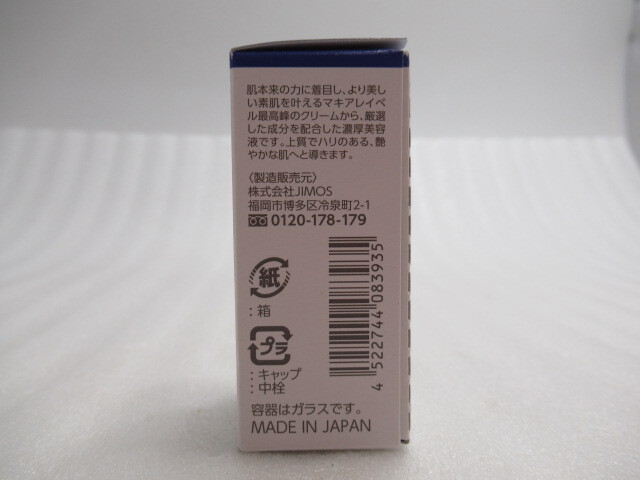 肌本来の力に着目し、より美し
い素肌を叶えるマキアレイベ
ル最高峰のクリームから、厳選
した成分を配合した濃厚美容
液です。上質でハリのある、艶
やかな肌へと導きます。
〈製造販売元〉
株式会社JIMOS
福岡市博多区冷泉町2-1
0120-178-179
紙
：箱
プラ
：キャップ
：中栓
4 522744 083935
容器はガラスです。
MADE IN JAPAN